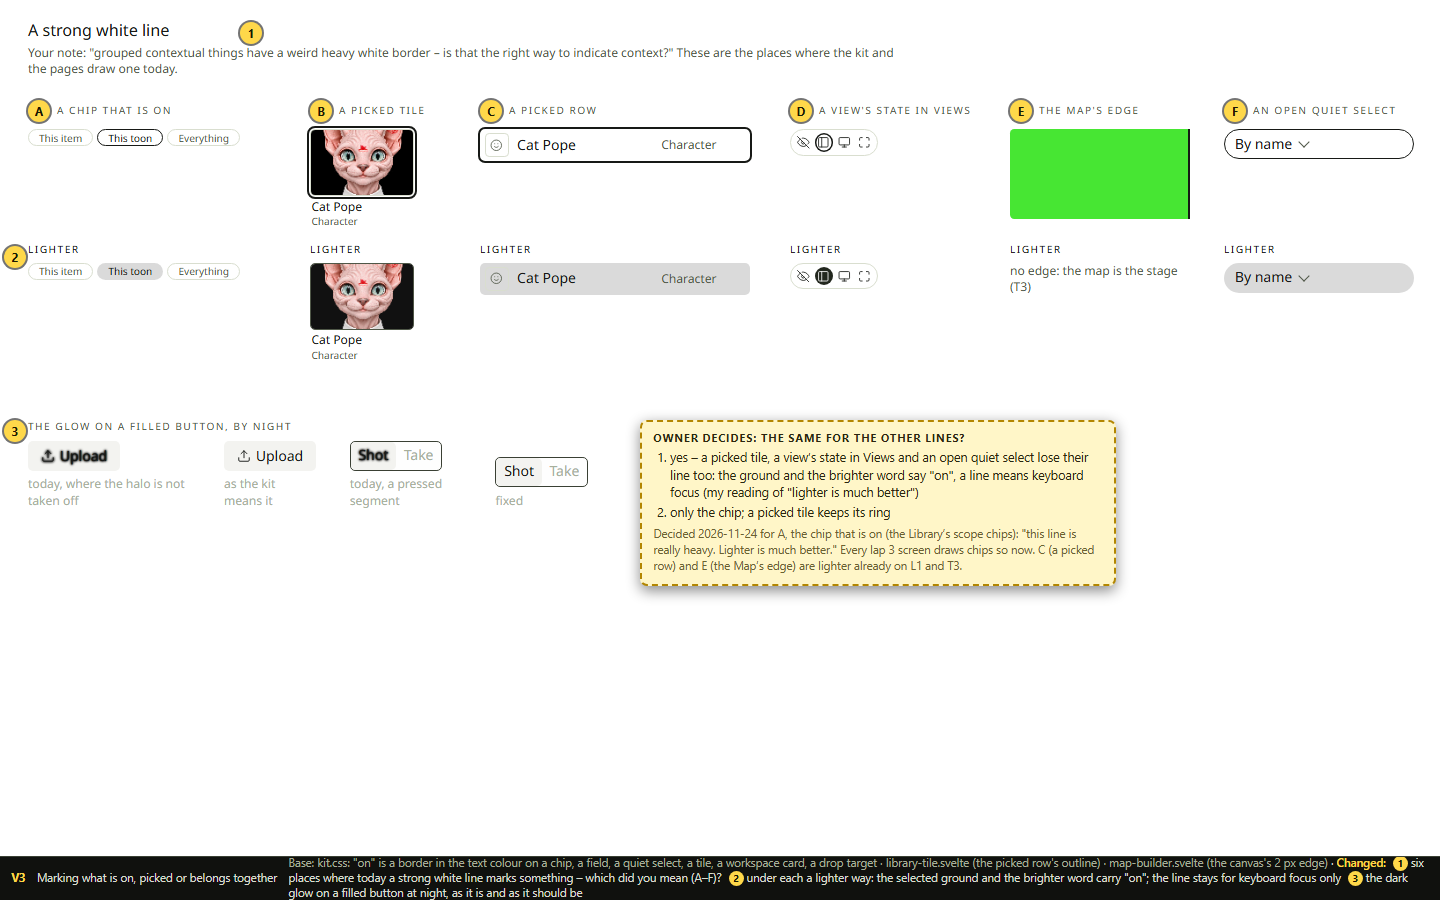 A strong white line
1
Your note: "grouped contextual things have a weird heavy white border – is that the right way to indicate context?" These are the places where the kit and
the pages draw one today.
A A CHIP THAT IS ON
This item This toon Everything
B A PICKED TILE
Cat Pope
Character
C A PICKED ROW
Cat Pope Character
D A VIEW'S STATE IN VIEWS
E THE MAP'S EDGE
F AN OPEN QUIET SELECT
By name
2
LIGHTER
This item This toon Everything
LIGHTER
Cat Pope
Character
LIGHTER
Cat Pope Character
LIGHTER
LIGHTER
no edge: the map is the stage
(T3)
LIGHTER
By name
3
THE GLOW ON A FILLED BUTTON, BY NIGHT
Upload
today, where the halo is not
taken off
Upload
as the kit
means it
Shot Take
today, a pressed
segment
Shot Take
fixed
OWNER DECIDES: THE SAME FOR THE OTHER LINES?
1. yes – a picked tile, a view's state in Views and an open quiet select lose their
line too: the ground and the brighter word say "on", a line means keyboard
focus (my reading of "lighter is much better")
2. only the chip; a picked tile keeps its ring
Decided 2026-11-24 for A, the chip that is on (the Library's scope chips): "this line is
really heavy. Lighter is much better." Every lap 3 screen draws chips so now. C (a picked
row) and E (the Map's edge) are lighter already on L1 and T3.
V3 Marking what is on, picked or belongs together
Base: kit.css: "on" is a border in the text colour on a chip, a field, a quiet select, a tile, a workspace card, a drop target · library-tile.svelte (the picked row's outline) · map-builder.svelte (the canvas's 2 px edge) · Changed: 1 six
places where today a strong white line marks something – which did you mean (A–F)? 2 under each a lighter way: the selected ground and the brighter word carry "on"; the line stays for keyboard focus only 3 the dark
glow on a filled button at night, as it is and as it should be